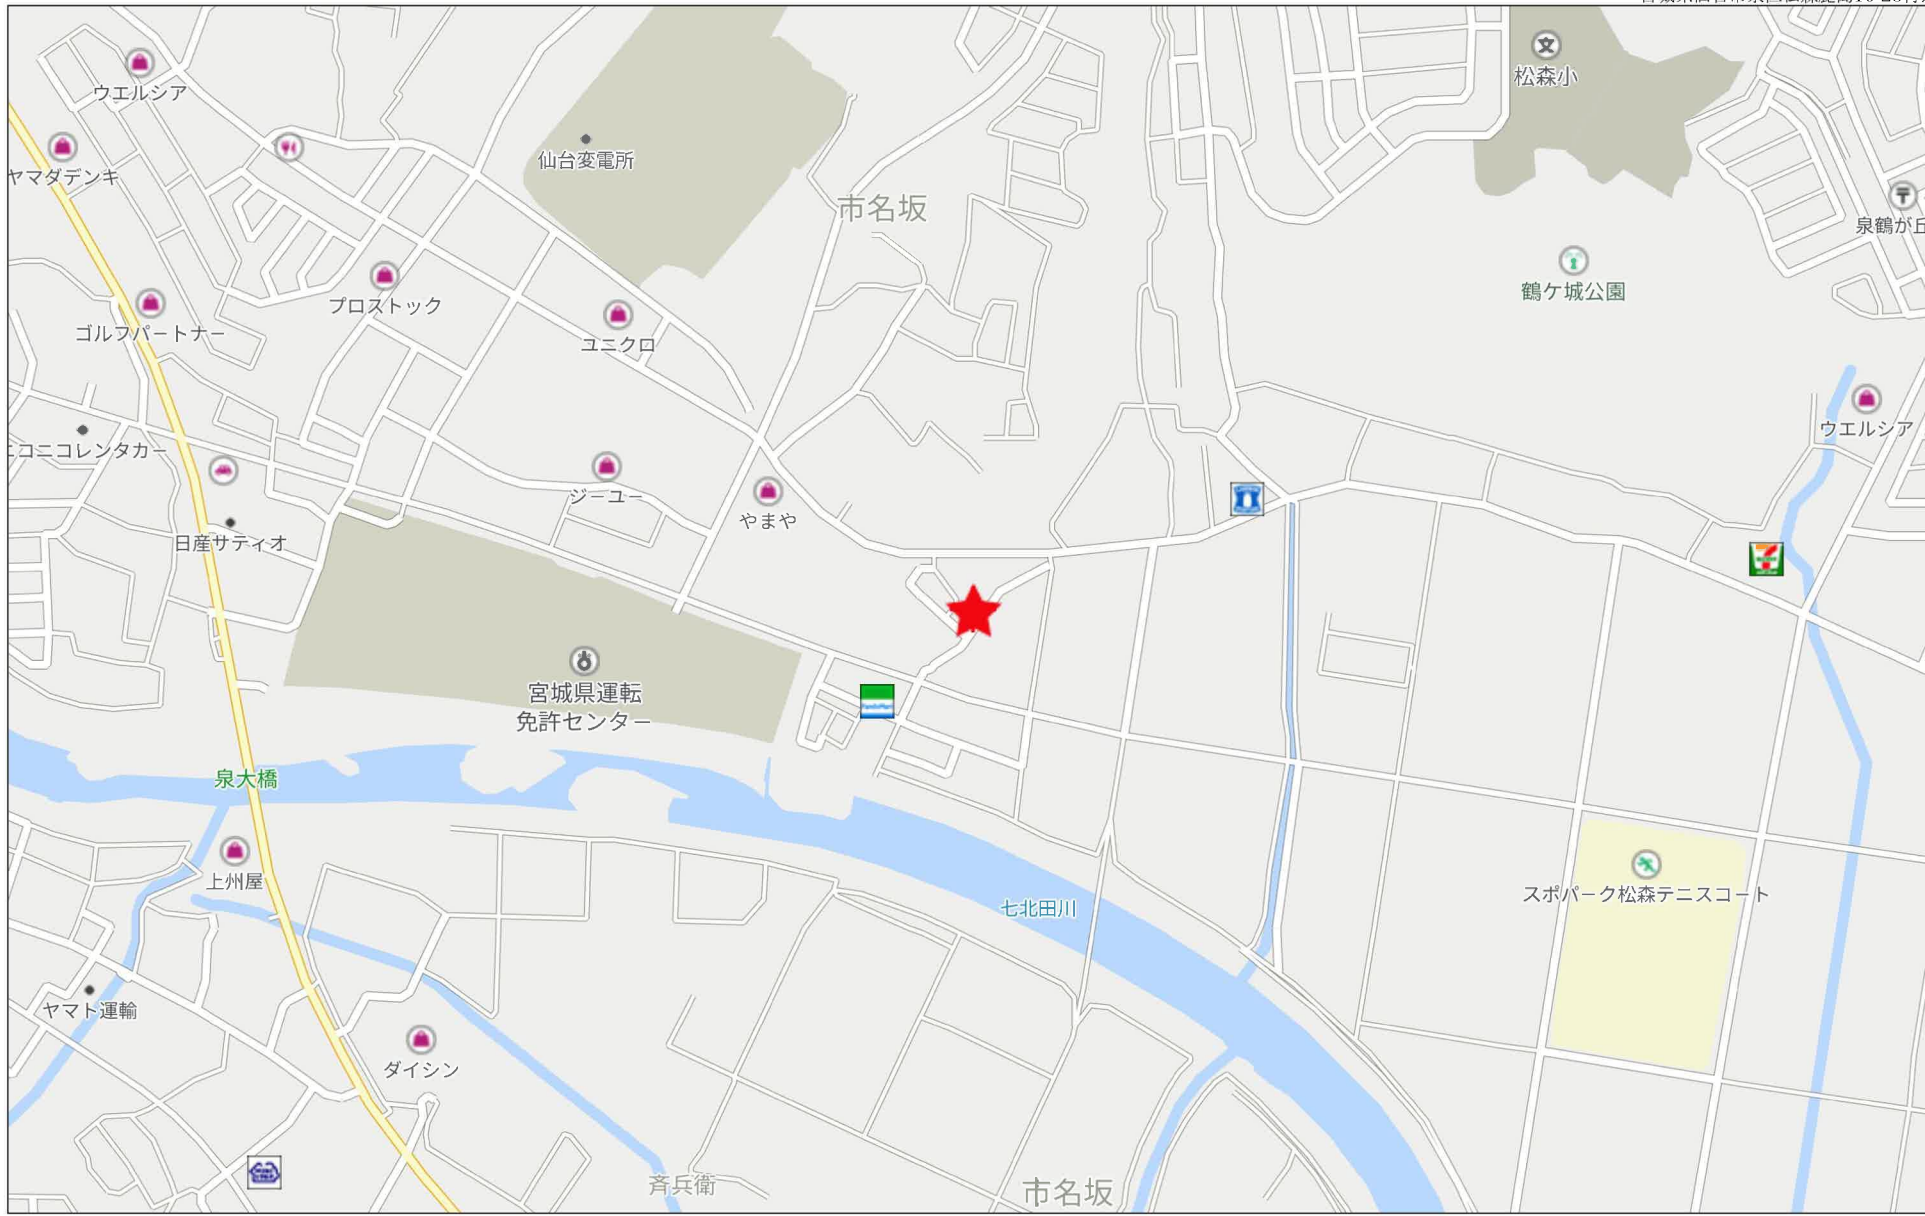 ウエルシア
松森小
ヤマダデンキ
仙台変電所
市名坂
泉鶴が丘
鶴ケ城公園
プロストック
ゴルフパートナー
ユニクロ
ウエルシア
ニコニコレンタカー
ジーユー
やまや
日産サティオ
宮城県運転
免許センター
FamilyMart
泉大橋
上州屋
スポパーク松森テニスコート
七北田川
ヤマト運輸
ダイシン
斉兵衛
市名坂